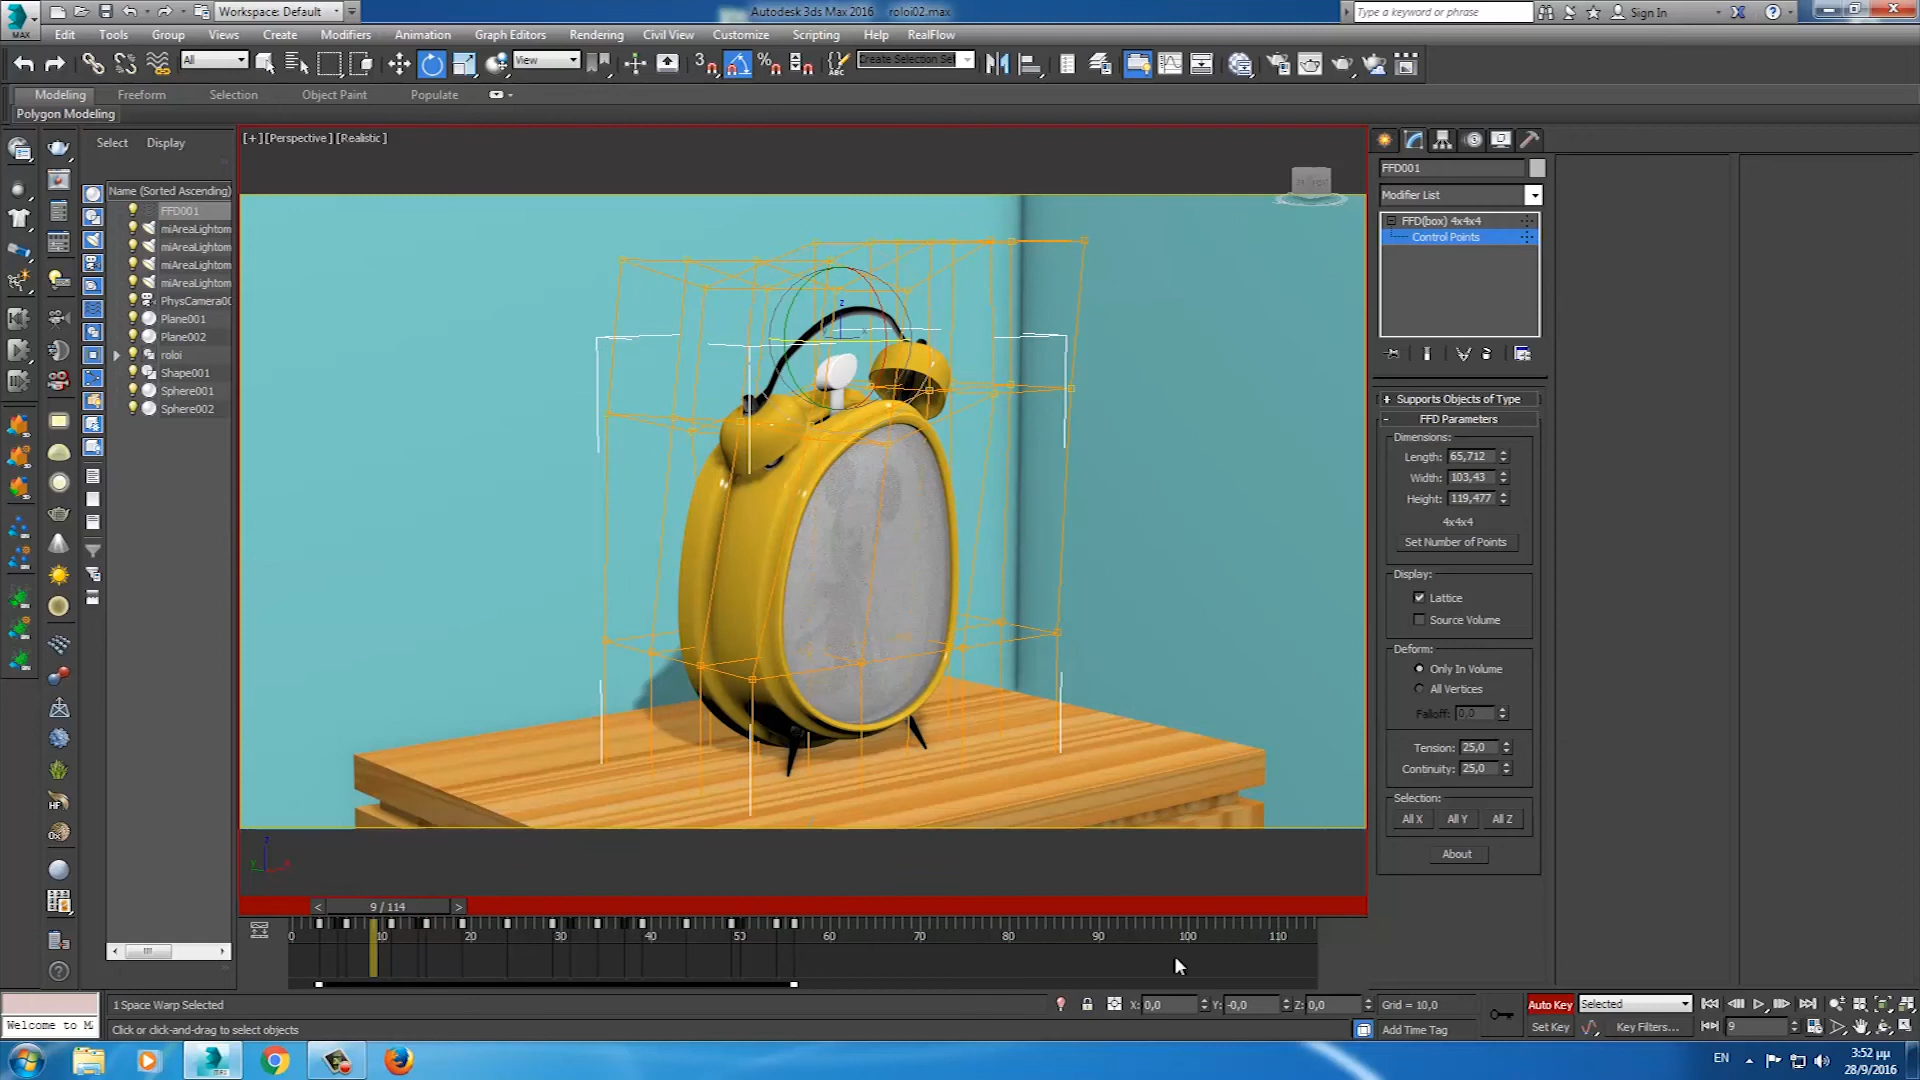 Workspace: Default
Autodesk 3ds Max 2016    roloi02.max
Type a keyword or phrase
Sign In
MAX
Edit Tools Group Views Create Modifiers Animation Graph Editors Rendering Civil View Customize Scripting Help RealFlow
All
View
Create Selection Se
Modeling Freeform Selection Object Paint Populate
Polygon Modeling
Select Display
[+][Perspective][Realistic]
Name (Sorted Ascending)
FFD001
miAreaLightom
miAreaLightom
miAreaLightom
miAreaLightom
PhysCamera00
Plane001
Plane002
roloi
Shape001
Sphere001
Sphere002
FFD001
Modifier List
FFD(box) 4x4x4
Control Points
+ Supports Objects of Type
- FFD Parameters
Dimensions:
Length: 65,712
Width: 103,43
Height: 119,477
4x4x4
Set Number of Points
Display:
Lattice
Source Volume
Deform:
Only In Volume
All Vertices
Falloff: 0,0
Tension: 25,0
Continuity: 25,0
Selection:
All X All Y All Z
About
< 9 / 114 >
0 10 20 30 40 50 60 70 80 90 100 110
1 Space Warp Selected
X: 0,0 Y: -0,0 Z: 0,0 Grid = 10,0
Auto Key Selected
Welcome to M
Click or click-and-drag to select objects
Add Time Tag
Set Key Key Filters... 9
EN
3:52 μμ
28/9/2016